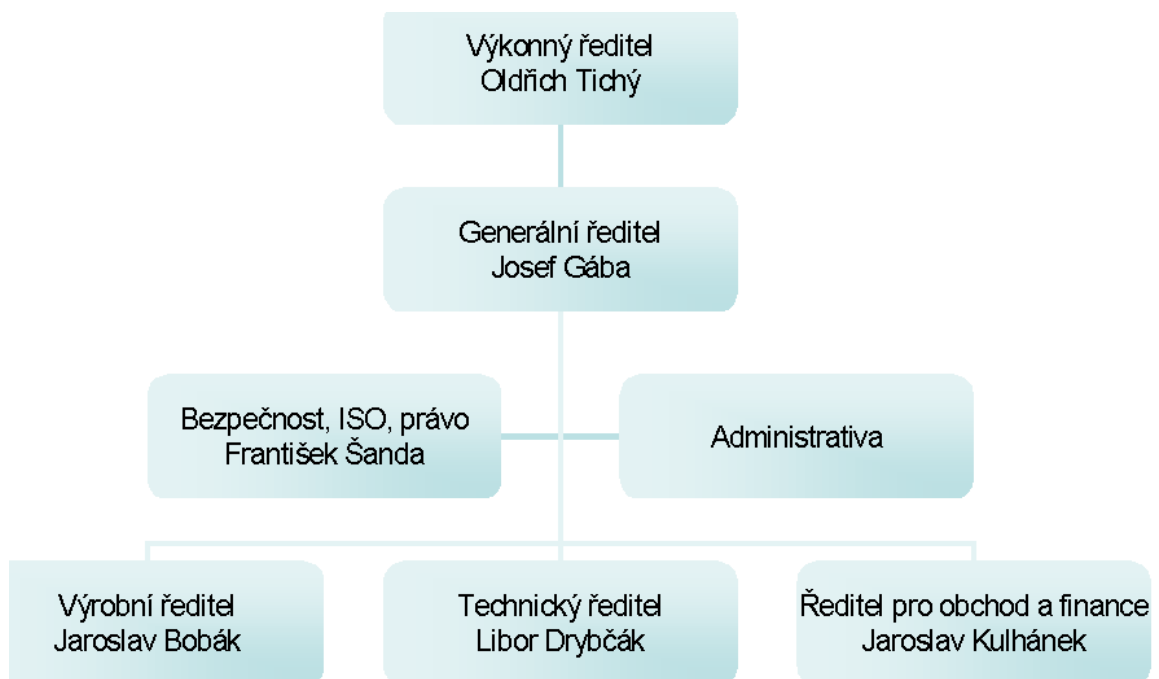 Výkonný ředitel
Oldřich Tichý
Generální ředitel
Josef Gába
Bezpečnost, ISO, právo
František Šanda
Administrativa
Výrobní ředitel
Jaroslav Bobák
Technický ředitel
Libor Drybčák
Ředitel pro obchod a finance
Jaroslav Kulhánek